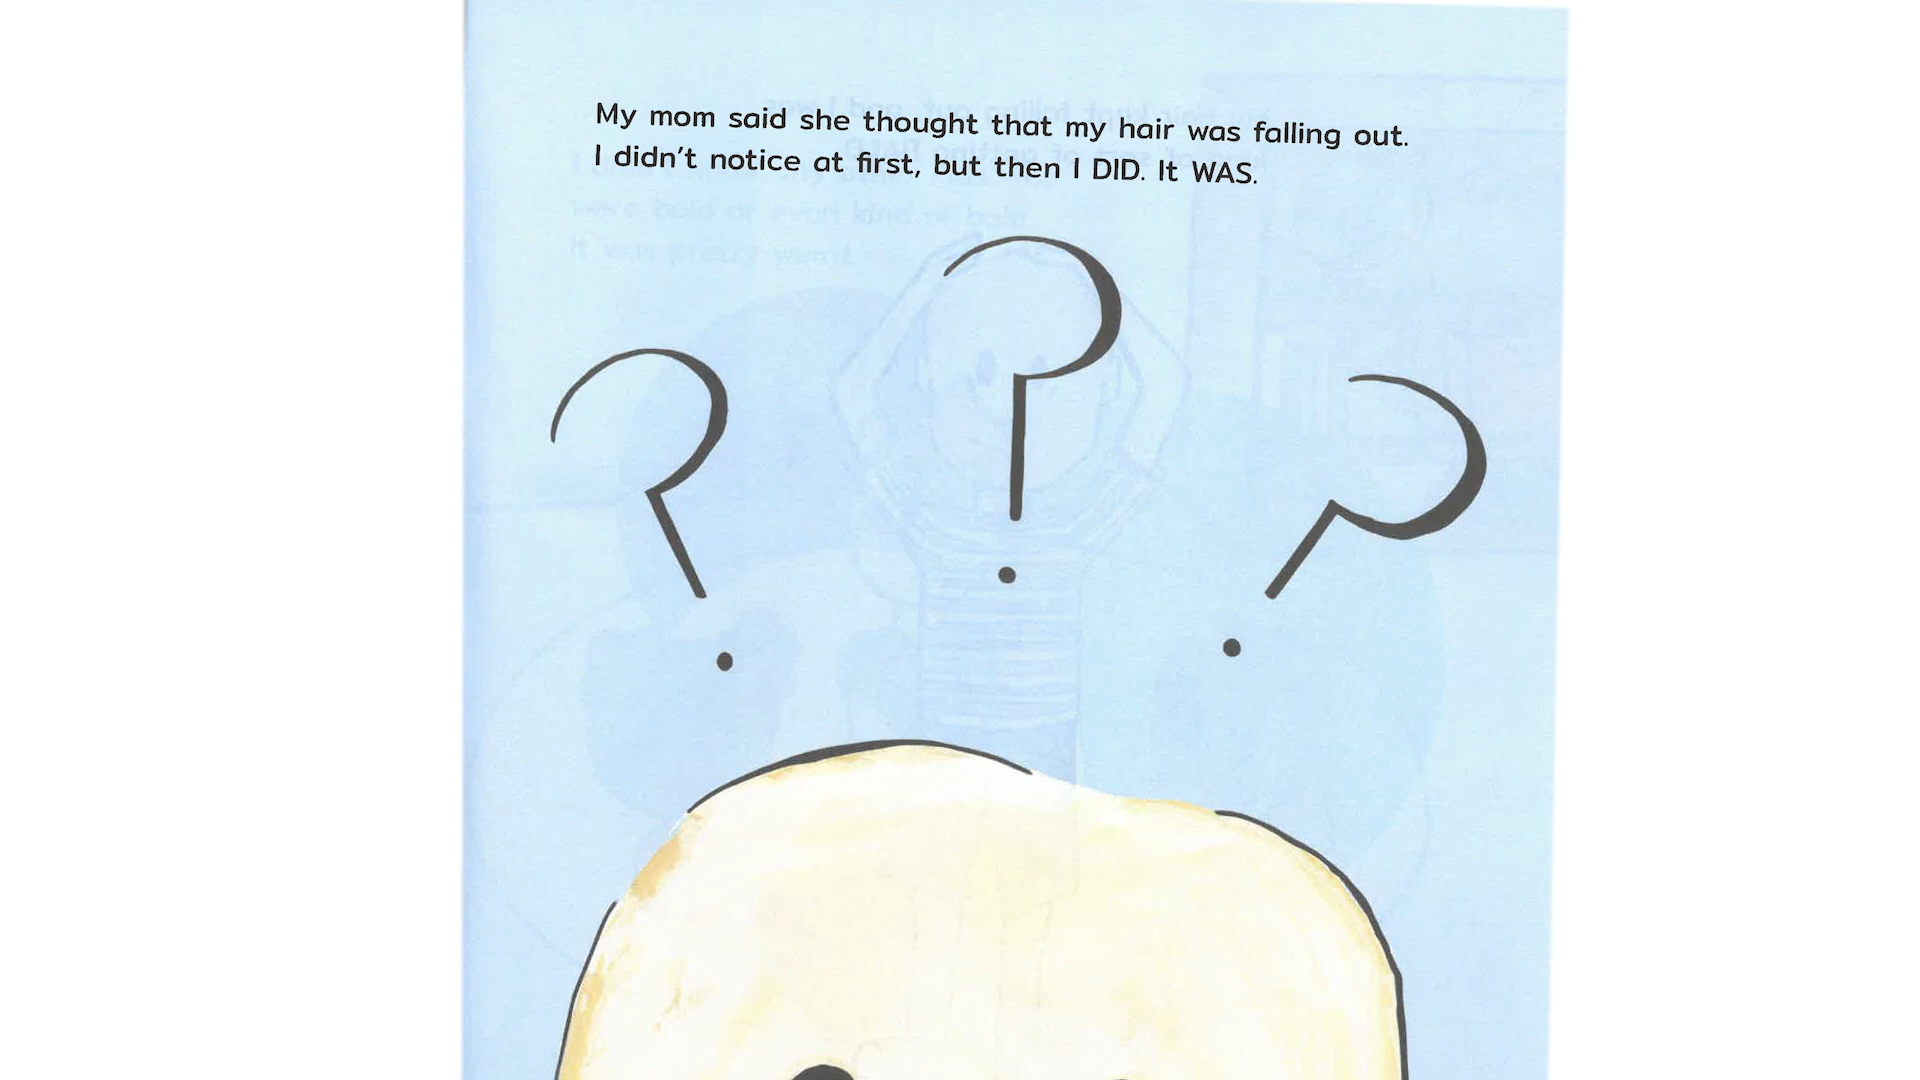 My mom said she thought that my hair was falling out.
I didn't notice at first, but then I DID. It WAS.
? ? ?